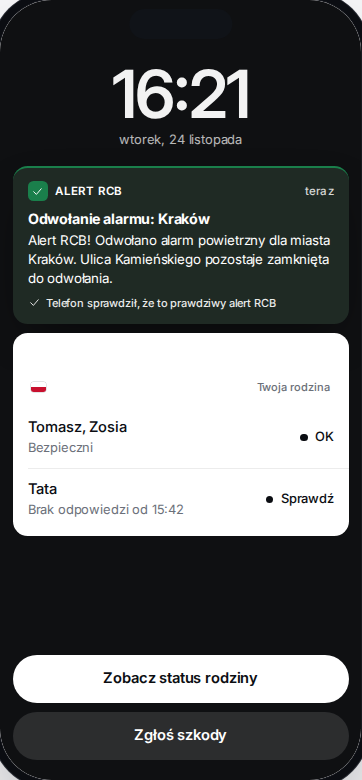 16:21
wtorek, 24 listopada
ALERT RCB
teraz
Odwołanie alarmu: Kraków
Alert RCB! Odwołano alarm powietrzny dla miasta
Kraków. Ulica Kamieńskiego pozostaje zamknięta
do odwołania.
Telefon sprawdził, że to prawdziwy alert RCB
Twoja rodzina
Tomasz, Zosia
OK
Bezpieczni
Tata
Sprawdź
Brak odpowiedzi od 15:42
Zobacz status rodziny
Zgłoś szkody